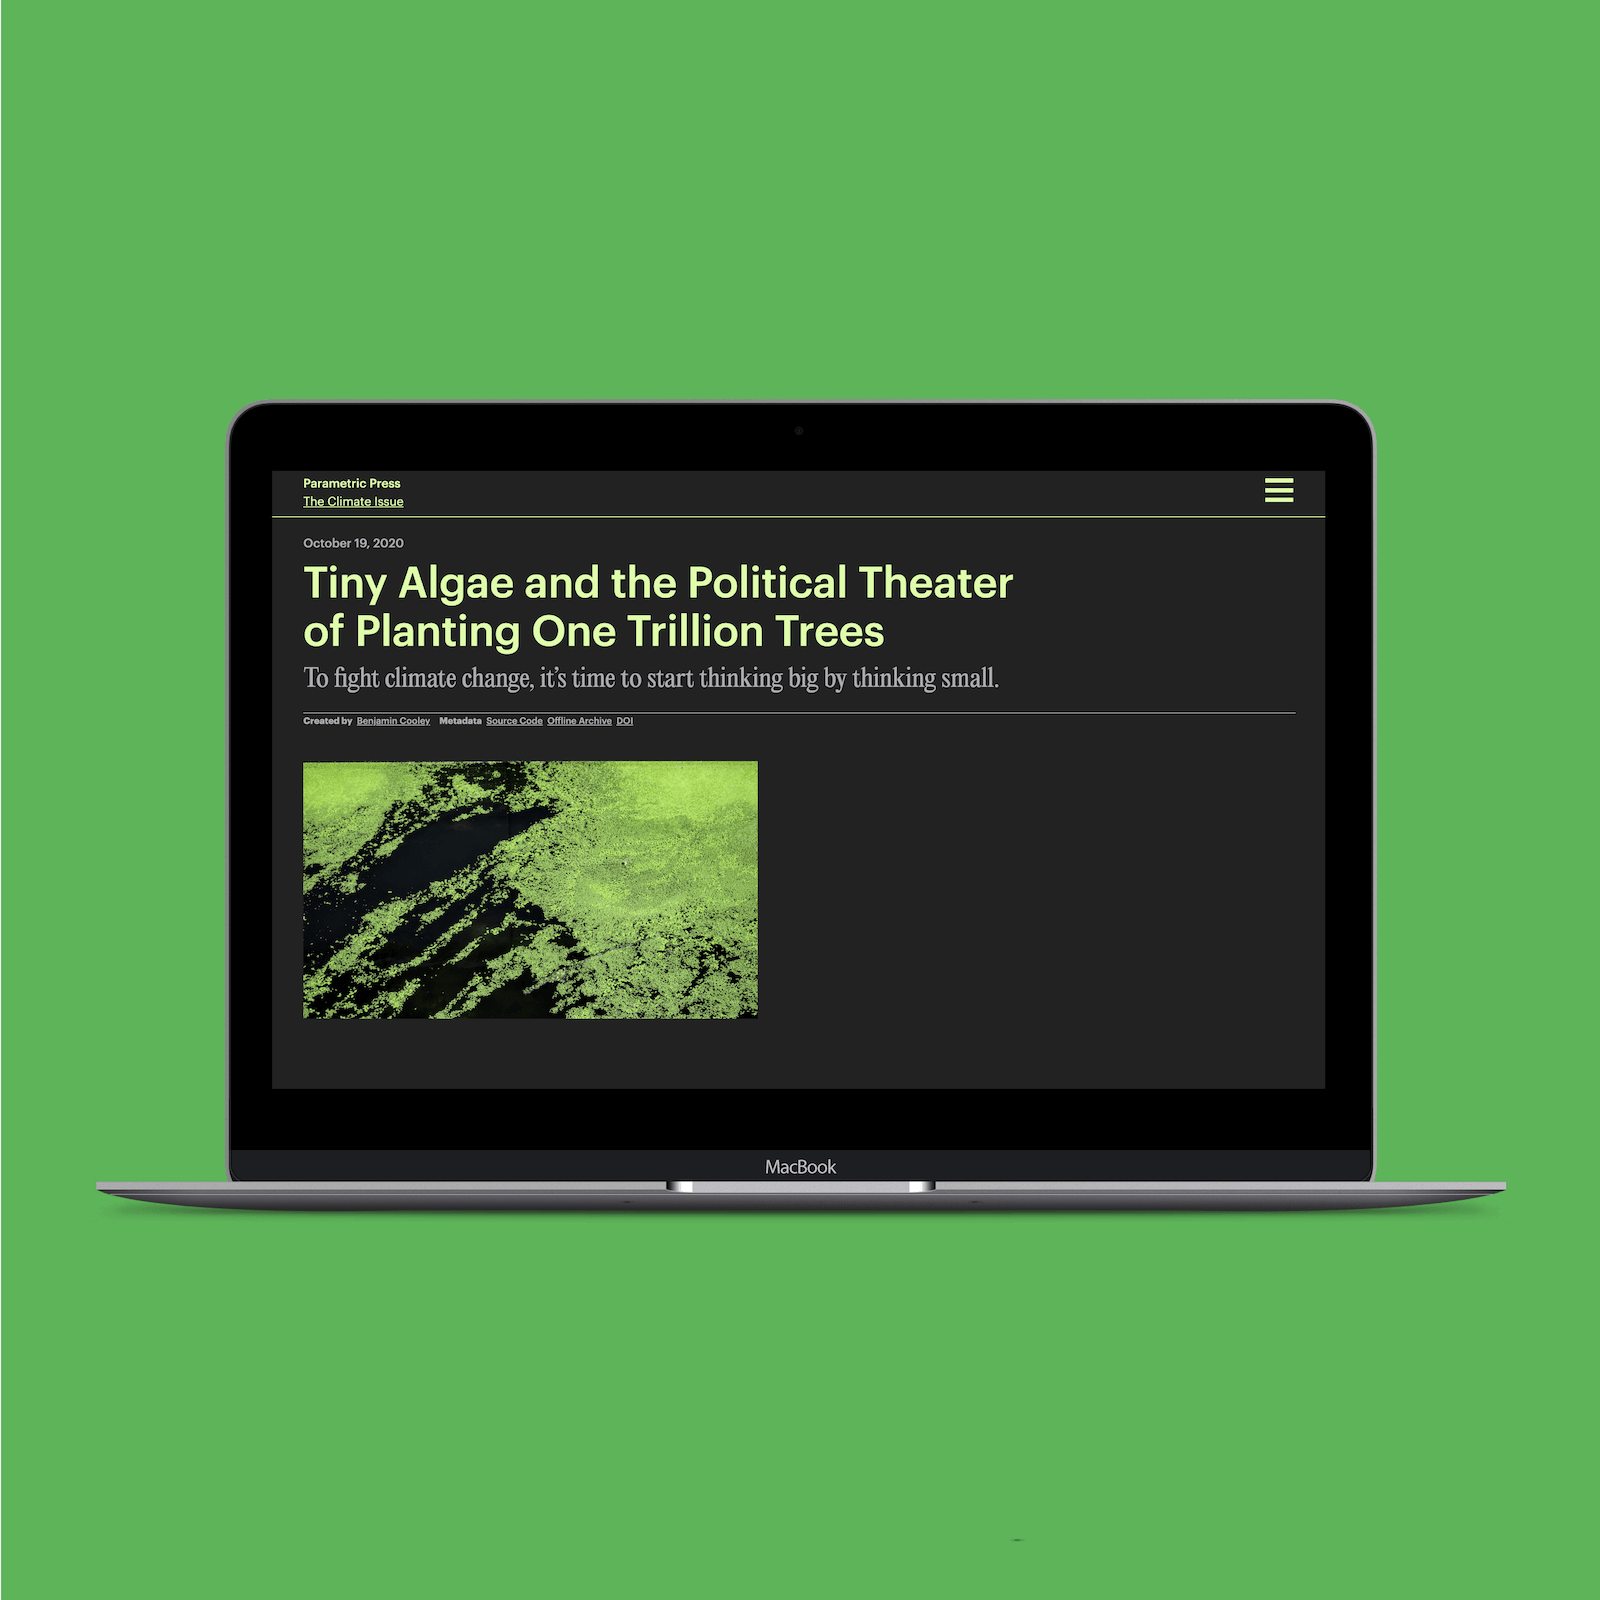 Parametric Press
The Climate Issue
October 19, 2020
Tiny Algae and the Political Theater
of Planting One Trillion Trees
To fight climate change, it’s time to start thinking big by thinking small.
Created by Benjamin Cooley Metadata Source Code Offline Archive DOI
MacBook